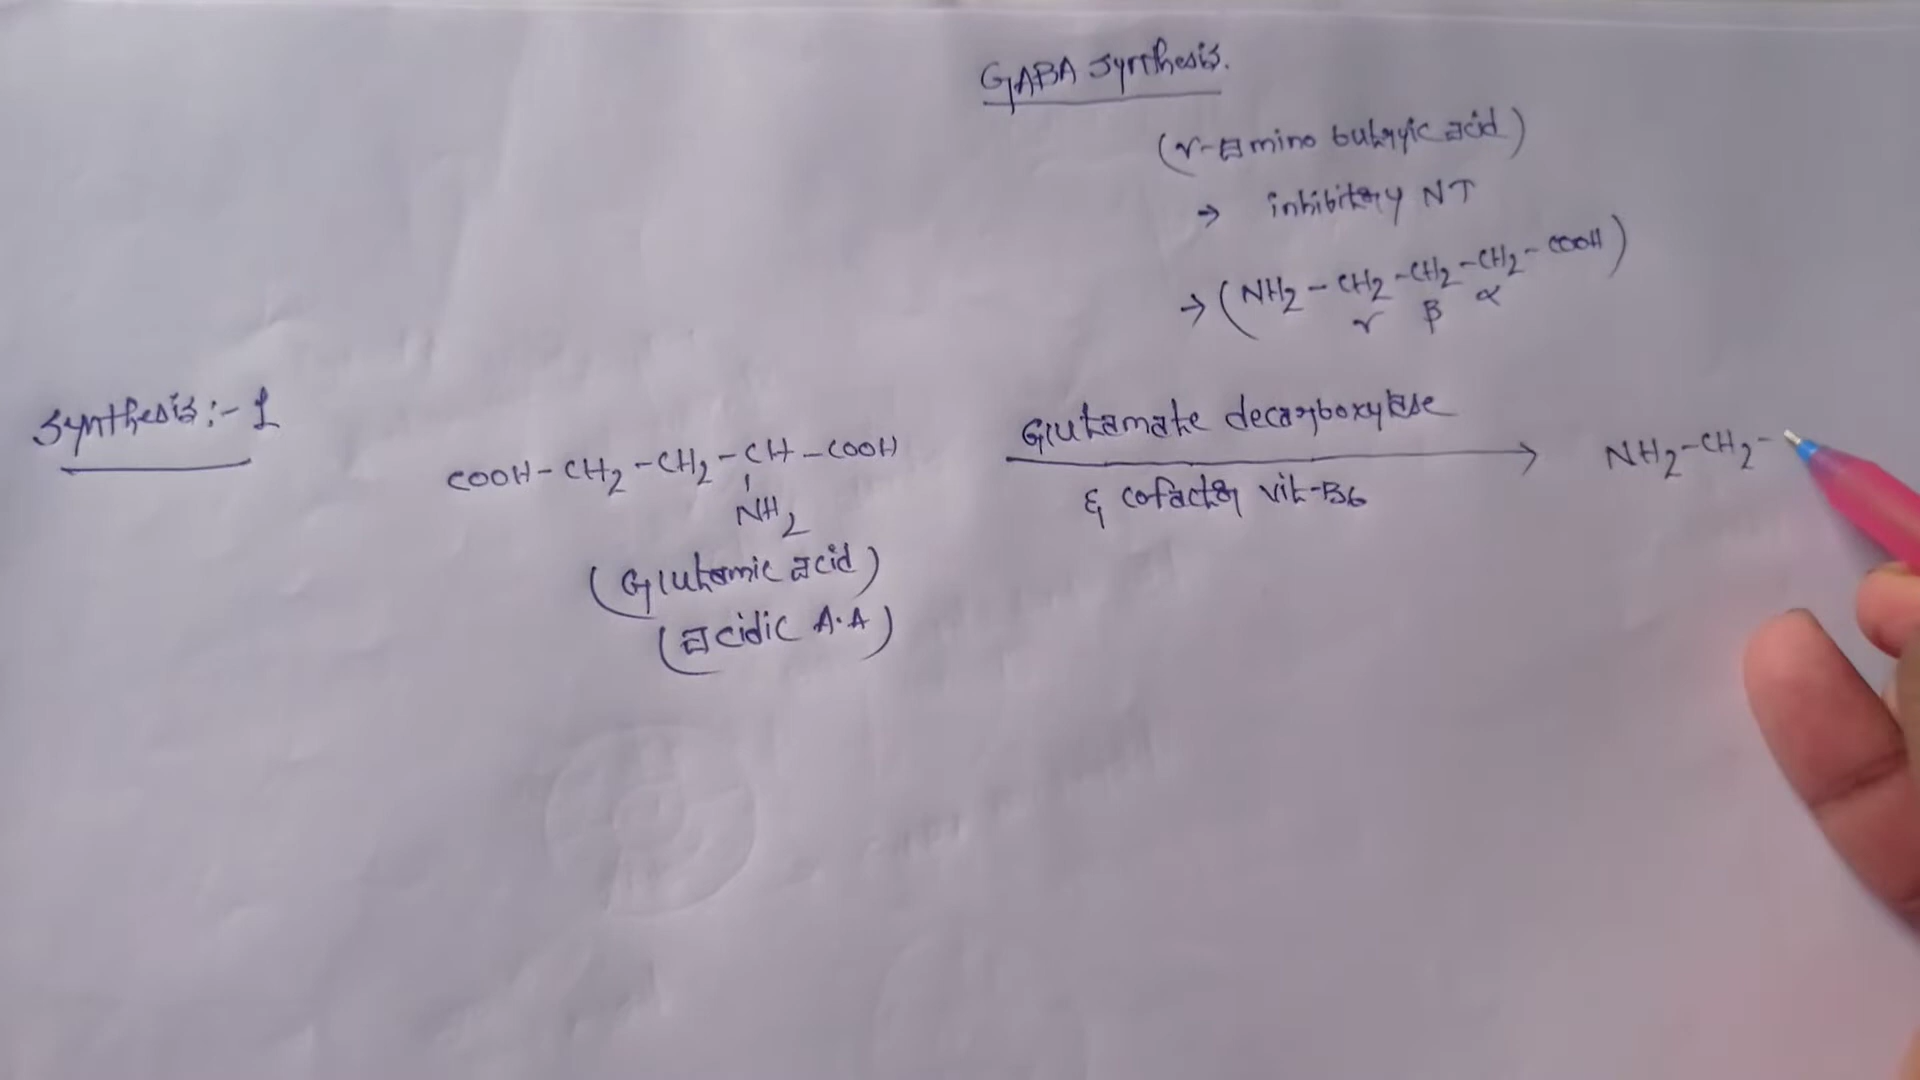 GABA synthesis.
(γ-amino butryic acid)
→ inhibitory NT
→ (NH2 - CH2 - CH2 - CH2 - COOH)
γ β α
Synthesis:- 1
COOH - CH2 - CH2 - CH - COOH
NH2
(Glutamic acid)
(acidic A.A)
Glutamate decarboxylase
& cofactor vit-B6
NH2 - CH2 -